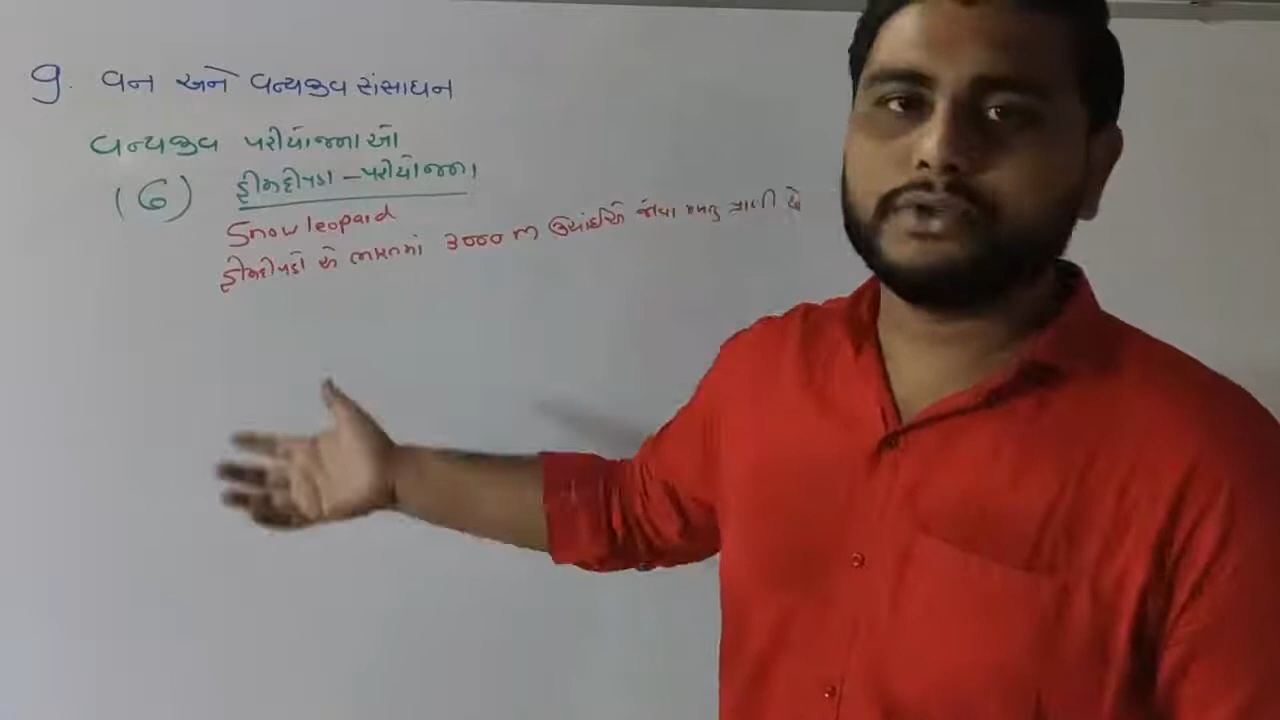 9. વન અને વન્યજીવ સંસાધન
વન્યજીવ પરીયોજનાઓ
(6) હીમદીપડા - પરીયોજના
Snow leopard
હીમદીપડો એ ભારતમાં 3000 m ઊંચાઈએ જોવા મળતુ પ્રાણી છે